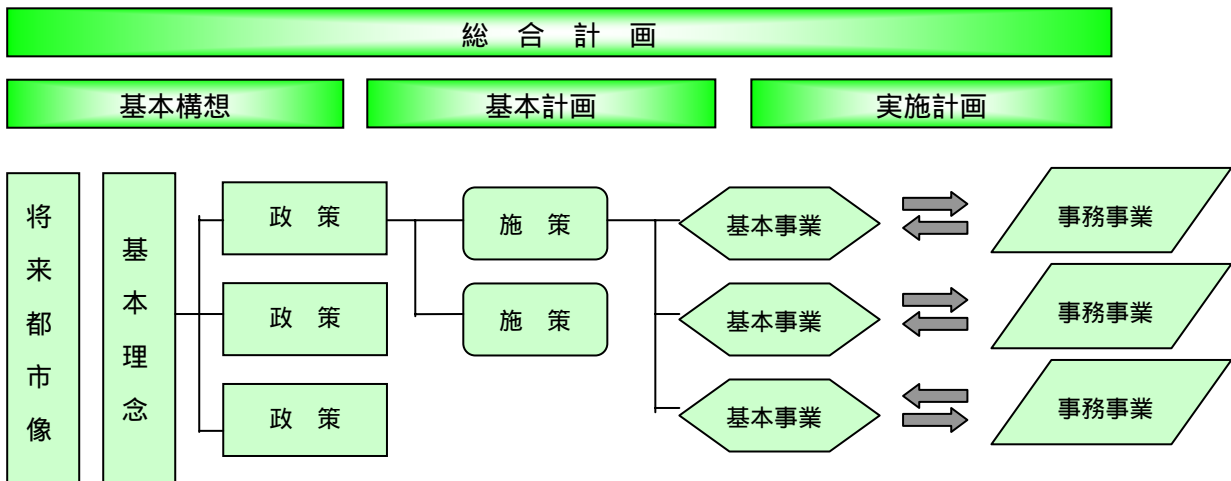 総 合 計 画
基本構想 基本計画 実施計画
将来都市像
基本理念
政 策 施 策 基本事業 事務事業
政 策 施 策 基本事業 事務事業
政 策 基本事業 事務事業